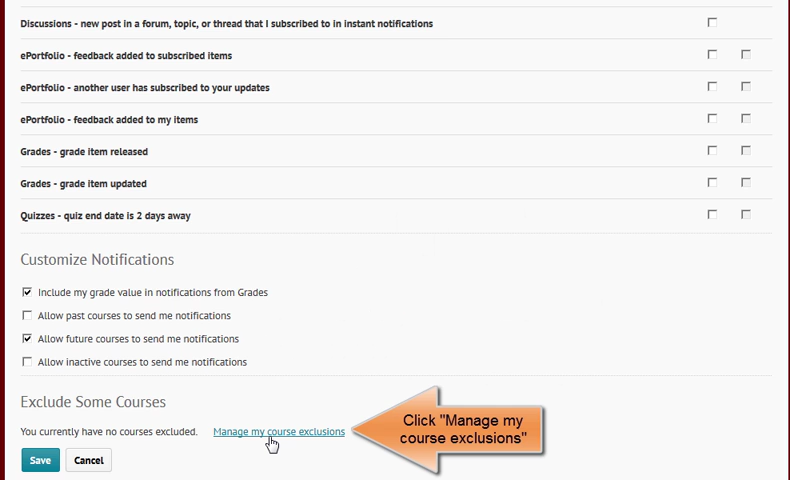 Discussions - new post in a forum, topic, or thread that I subscribed to in instant notifications
ePortfolio - feedback added to subscribed items
ePortfolio - another user has subscribed to your updates
ePortfolio - feedback added to my items
Grades - grade item released
Grades - grade item updated
Quizzes - quiz end date is 2 days away
Customize Notifications
Include my grade value in notifications from Grades
Allow past courses to send me notifications
Allow future courses to send me notifications
Allow inactive courses to send me notifications
Exclude Some Courses
You currently have no courses excluded. Manage my course exclusions
Click "Manage my
course exclusions"
Save Cancel